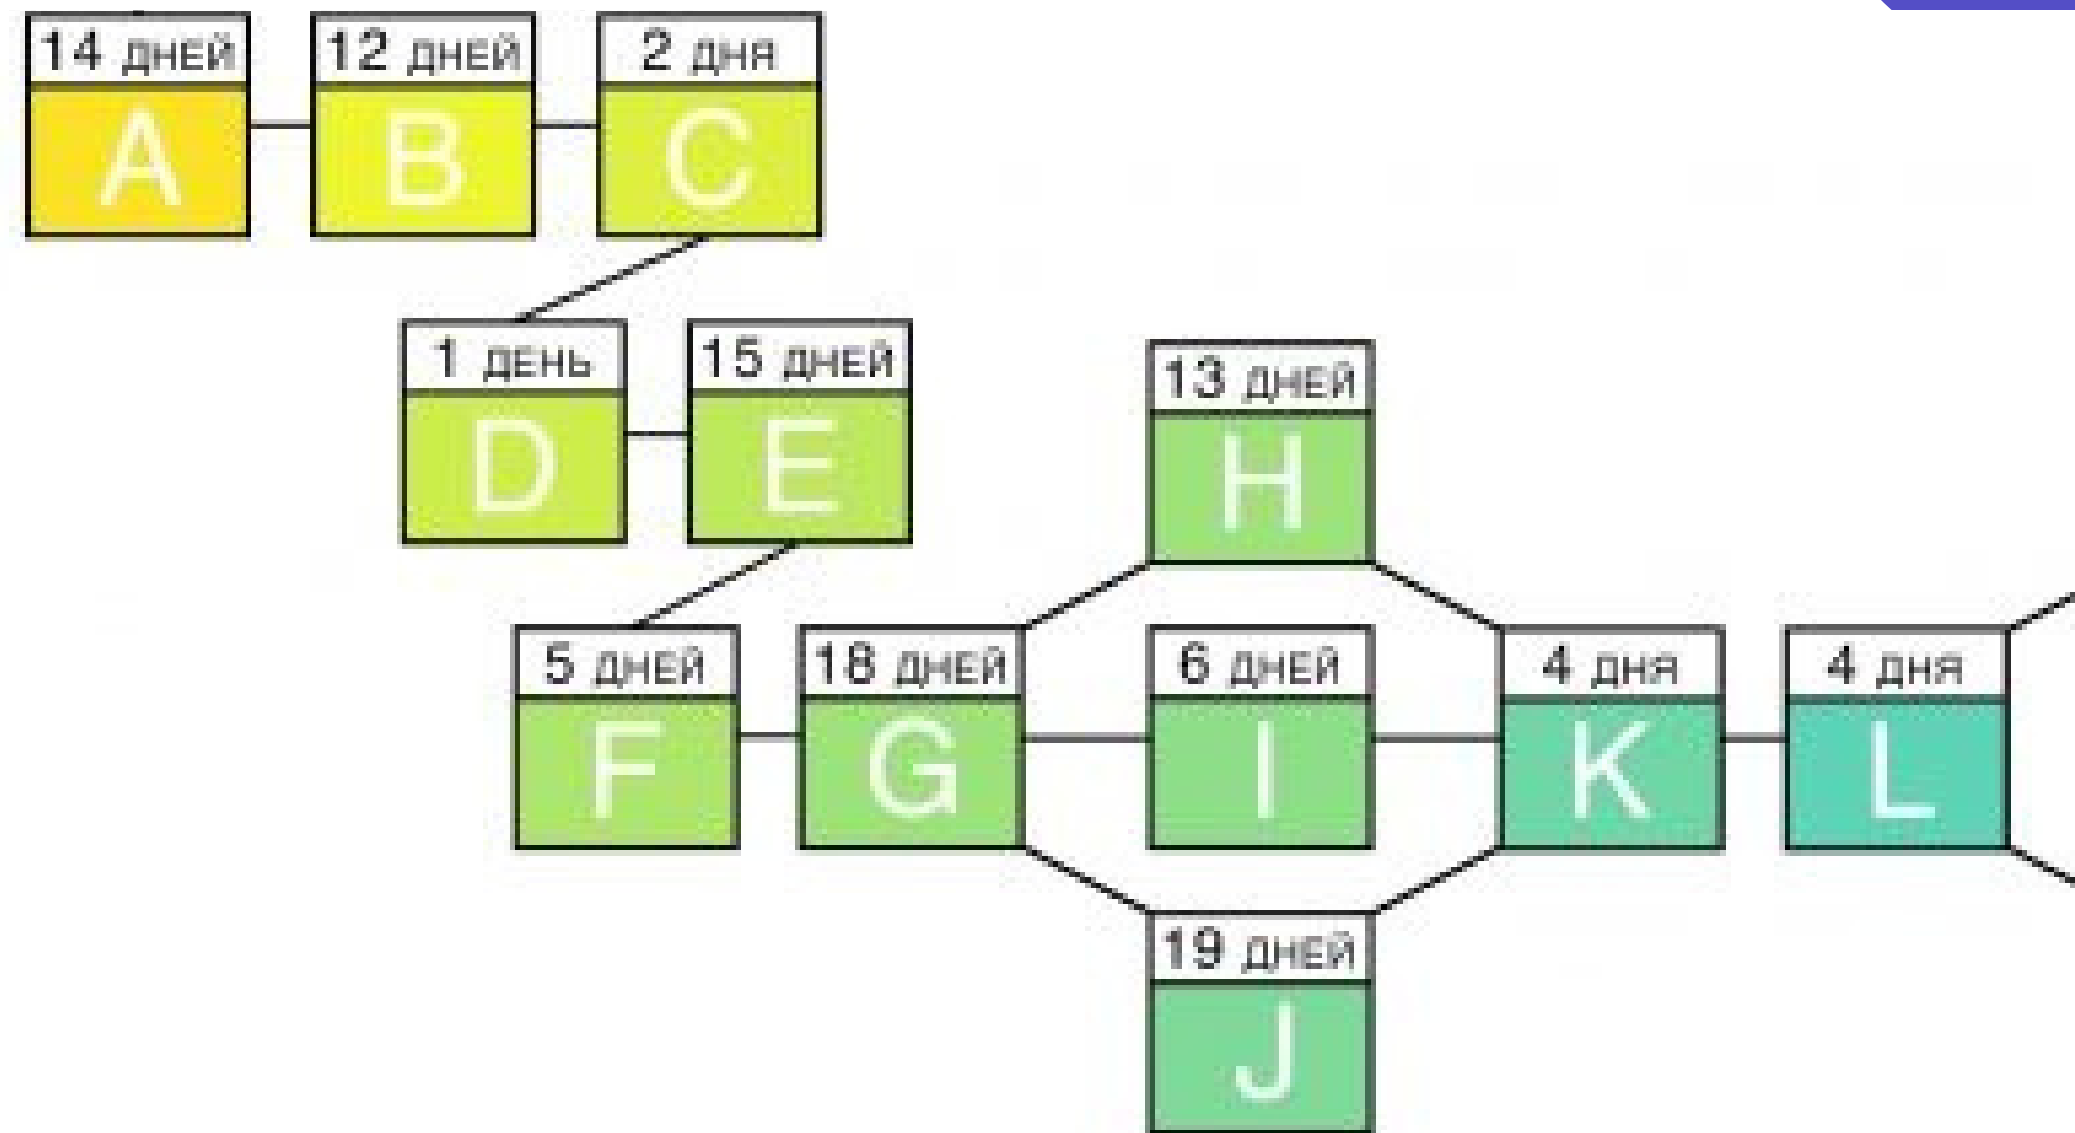 14 дней
12 дней
2 дня
A
B
C
1 день
15 дней
D
E
13 дней
H
5 дней
18 дней
6 дней
4 дня
4 дня
F
G
I
K
L
19 дней
J